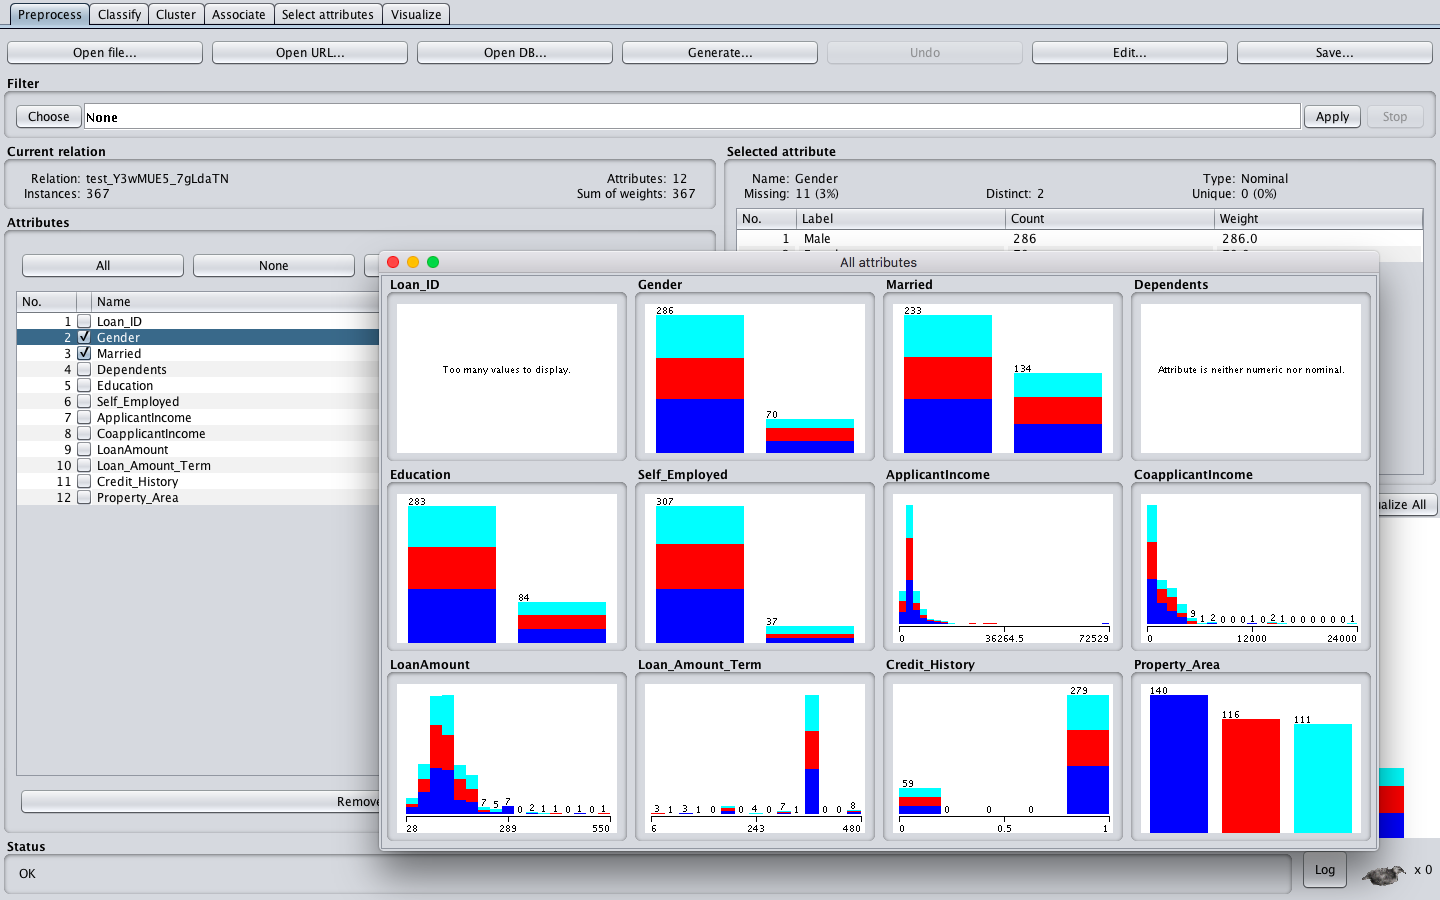 Preprocess Classify Cluster Associate Select attributes Visualize
Open file... Open URL... Open DB... Generate... Undo Edit... Save...
Filter
Choose None Apply Stop
Current relation
Relation: test_Y3wMUE5_7gLdaTN Attributes: 12
Instances: 367 Sum of weights: 367
Selected attribute
Name: Gender Type: Nominal
Missing: 11 (3%) Distinct: 2 Unique: 0 (0%)
No. Label Count Weight
1 Male 286 286.0
Attributes
All None
No. Name
1 Loan_ID
2 Gender
3 Married
4 Dependents
5 Education
6 Self_Employed
7 ApplicantIncome
8 CoapplicantIncome
9 LoanAmount
10 Loan_Amount_Term
11 Credit_History
12 Property_Area
Remove
All attributes
Loan_ID
Too many values to display.
Gender
286
70
Married
233
134
Dependents
Attribute is neither numeric nor nominal.
Education
283
84
Self_Employed
307
37
ApplicantIncome
0 36264.5 72529
CoapplicantIncome
9 1 2 0 0 0 1 0 2 1 0 0 0 0 0 0 1
0 12000 24000
LoanAmount
7 5 7 0 2 1 1 0 1 0 1
28 289 550
Loan_Amount_Term
3 1 3 1 0 0 4 0 7 1 0 0 8
6 243 480
Credit_History
59 0 0 0 279
0 0.5 1
Property_Area
140
116
111
alize All
Status
OK
Log x 0